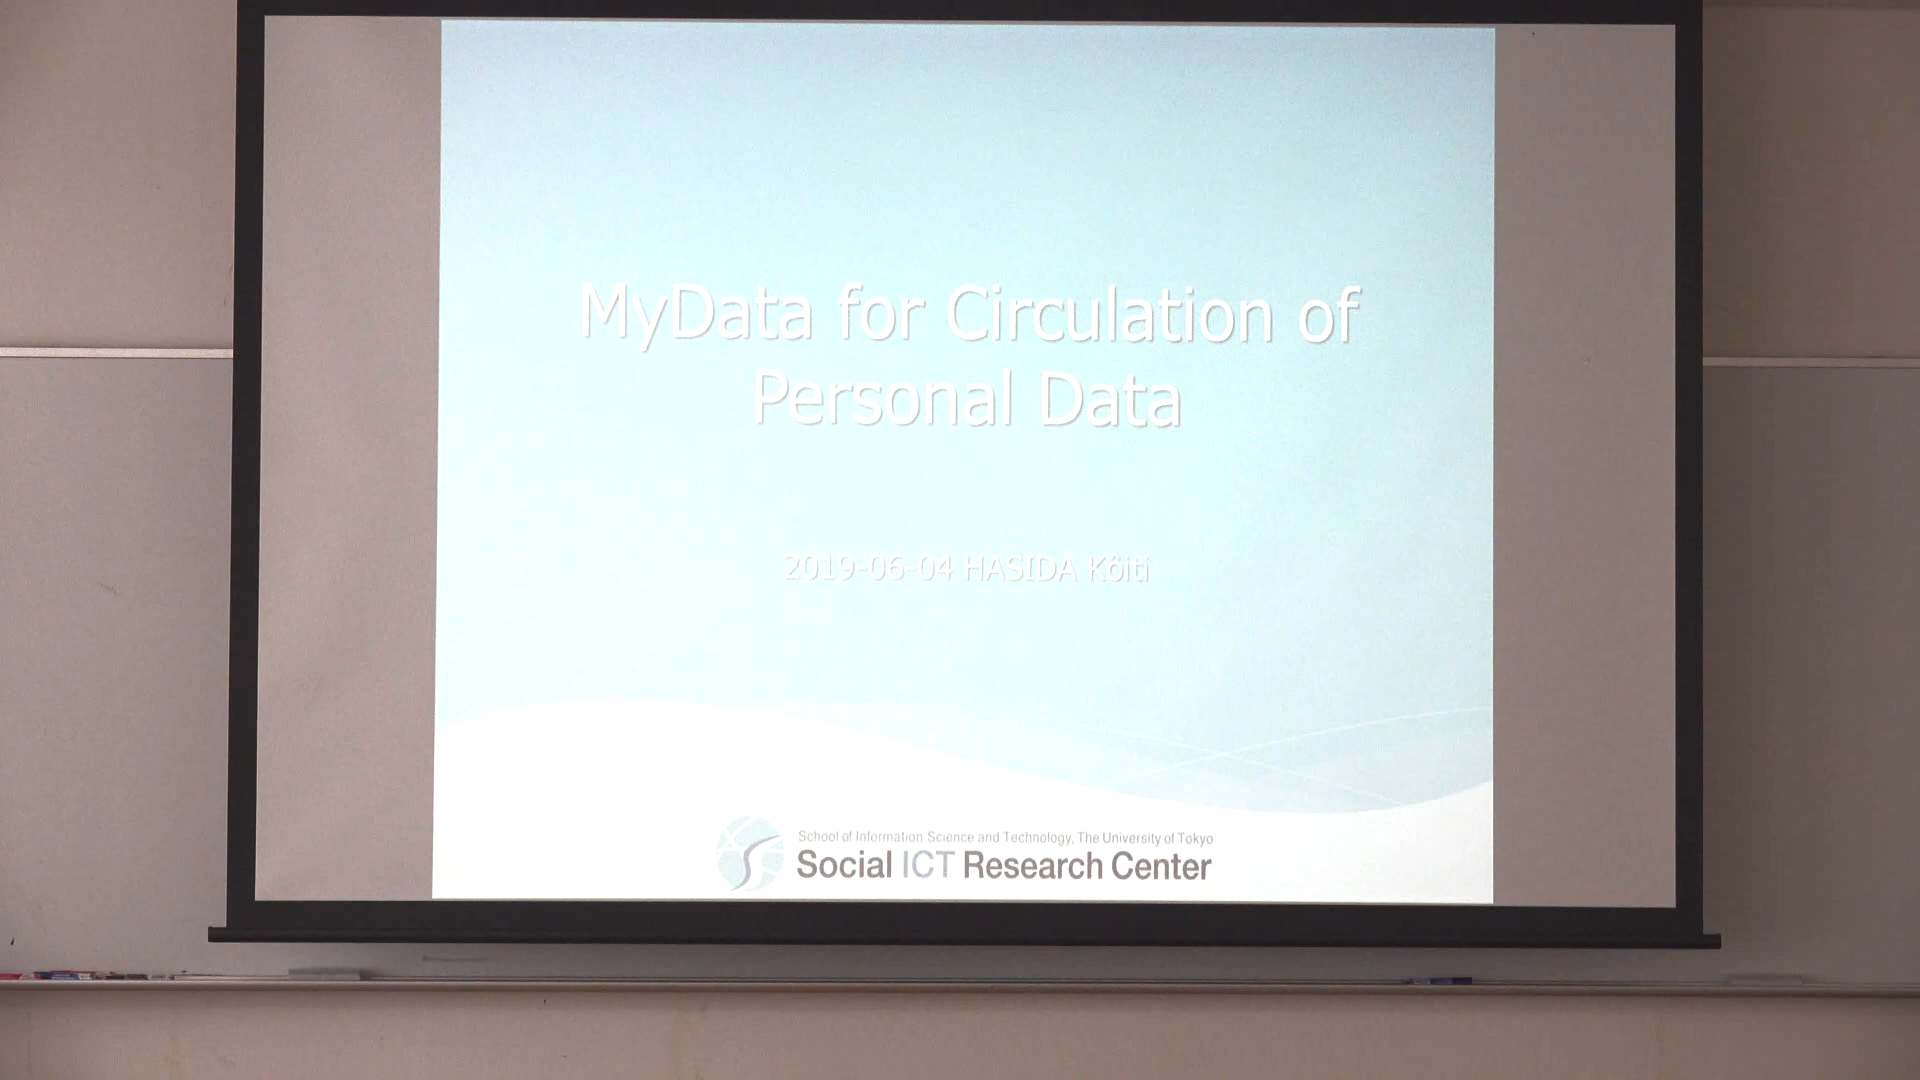 MyData for Circulation of
Personal Data
2019-06-04 HASIDA Kôiti
School of Information Science and Technology, The University of Tokyo
Social ICT Research Center